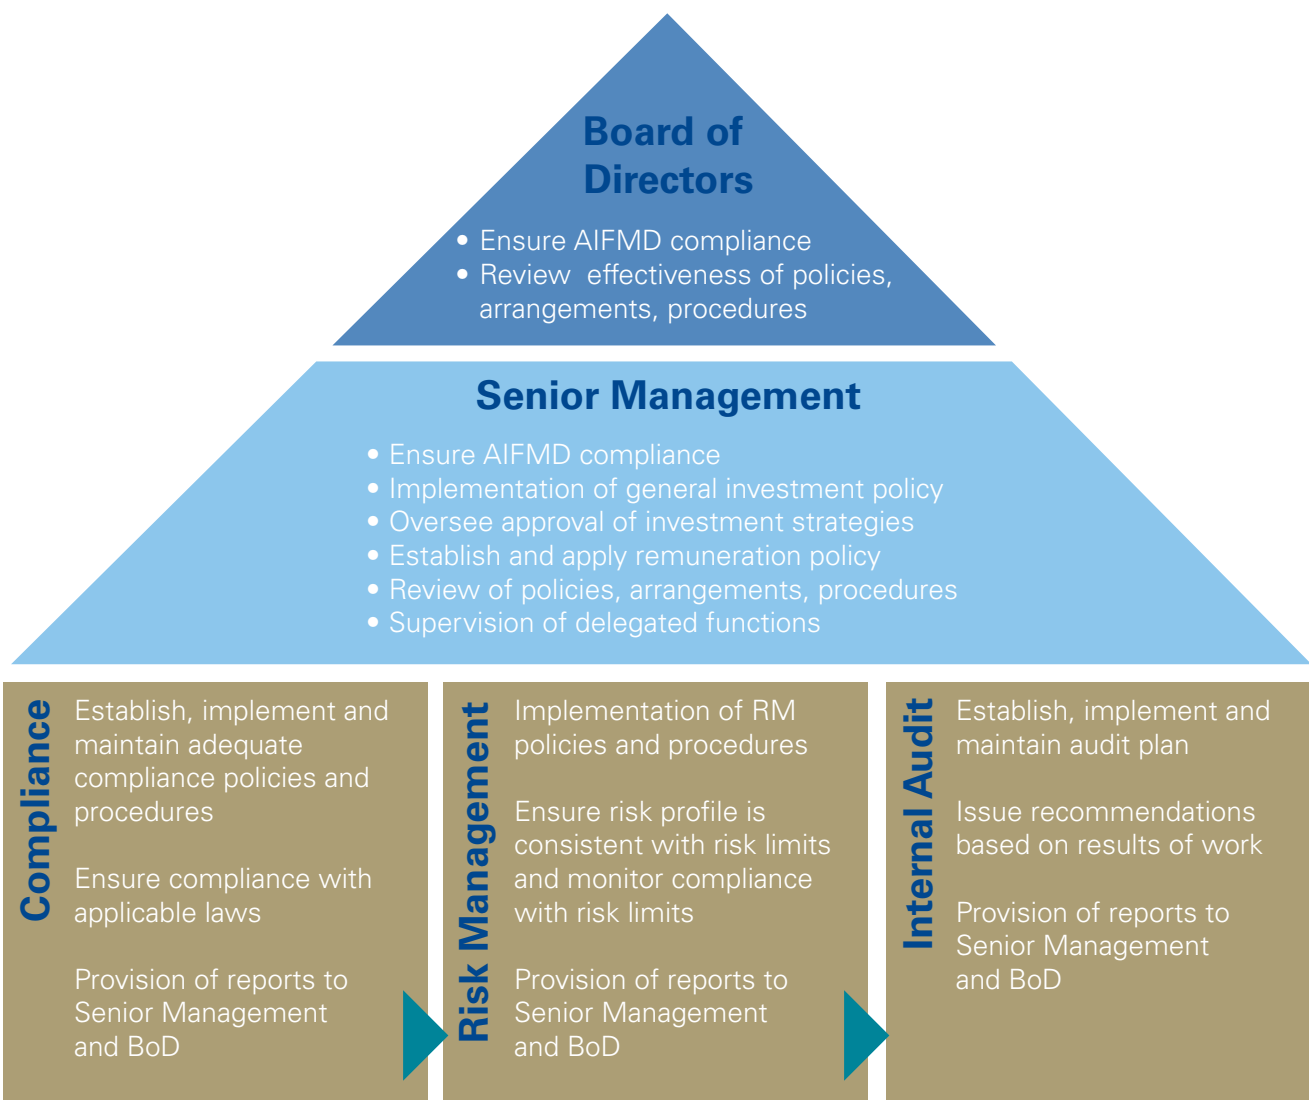 Board of
Directors
• Ensure AIFMD compliance
• Review effectiveness of policies,
arrangements, procedures
Senior Management
• Ensure AIFMD compliance
• Implementation of general investment policy
• Oversee approval of investment strategies
• Establish and apply remuneration policy
• Review of policies, arrangements, procedures
• Supervision of delegated functions
Compliance
Establish, implement and
maintain adequate
compliance policies and
procedures
Ensure compliance with
applicable laws
Provision of reports to
Senior Management
and BoD
Risk Management
Implementation of RM
policies and procedures
Ensure risk profile is
consistent with risk limits
and monitor compliance
with risk limits
Provision of reports to
Senior Management
and BoD
Internal Audit
Establish, implement and
maintain audit plan
Issue recommendations
based on results of work
Provision of reports to
Senior Management
and BoD